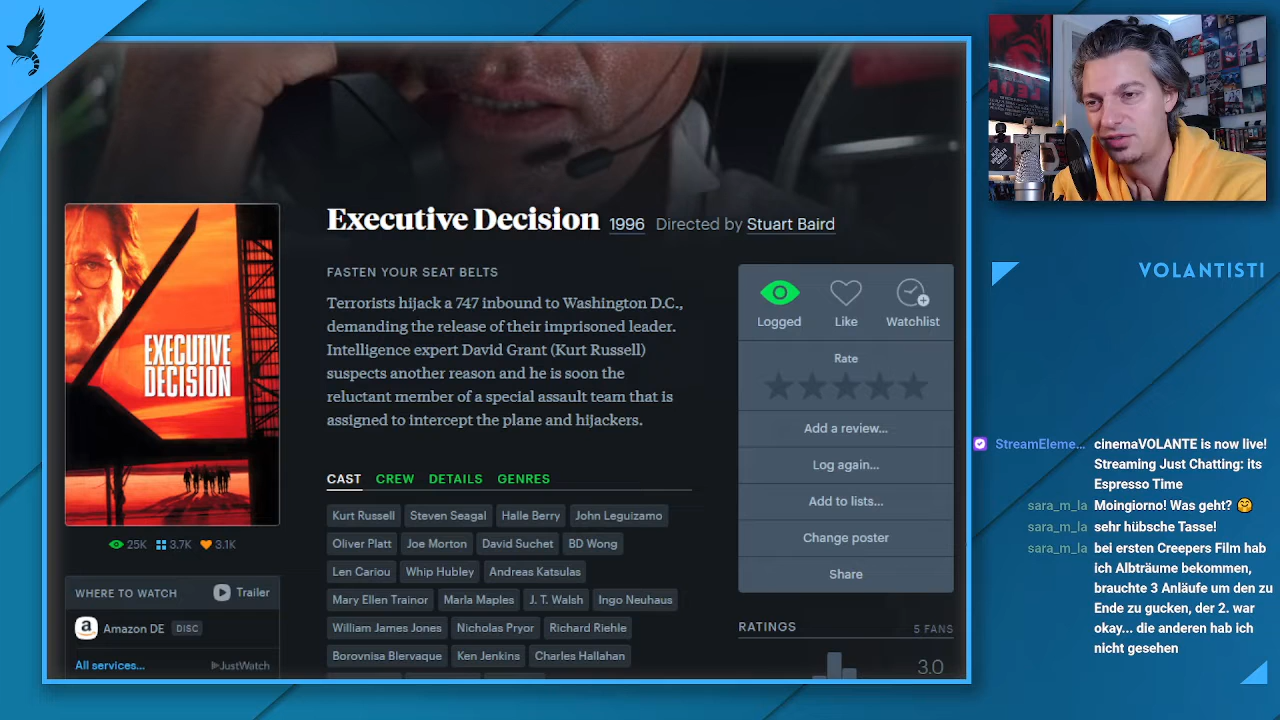 Executive Decision 1996 Directed by Stuart Baird
FASTEN YOUR SEAT BELTS
Terrorists hijack a 747 inbound to Washington D.C.,
demanding the release of their imprisoned leader.
Intelligence expert David Grant (Kurt Russell)
suspects another reason and he is soon the
reluctant member of a special assault team that is
assigned to intercept the plane and hijackers.
EXECUTIVE
DECISION
25K 3.7K 3.1K
WHERE TO WATCH Trailer
Amazon DE DISC
All services... JustWatch
CAST CREW DETAILS GENRES
Kurt Russell Steven Seagal Halle Berry John Leguizamo
Oliver Platt Joe Morton David Suchet BD Wong
Len Cariou Whip Hubley Andreas Katsulas
Mary Ellen Trainor Marla Maples J. T. Walsh Ingo Neuhaus
William James Jones Nicholas Pryor Richard Riehle
Borovnisa Blervaque Ken Jenkins Charles Hallahan
Logged Like Watchlist
Rate
Add a review...
Log again...
Add to lists...
Change poster
Share
RATINGS 5 FANS
3.0
VOLANTISTI
StreamEleme... cinemaVOLANTE is now live!
Streaming Just Chatting: its
Espresso Time
sara_m_la Moingiorno! Was geht? 🤗
sara_m_la sehr hübsche Tasse!
sara_m_la bei ersten Creepers Film hab
ich Albträume bekommen,
brauchte 3 Anläufe um den zu
Ende zu gucken, der 2. war
okay... die anderen hab ich
nicht gesehen